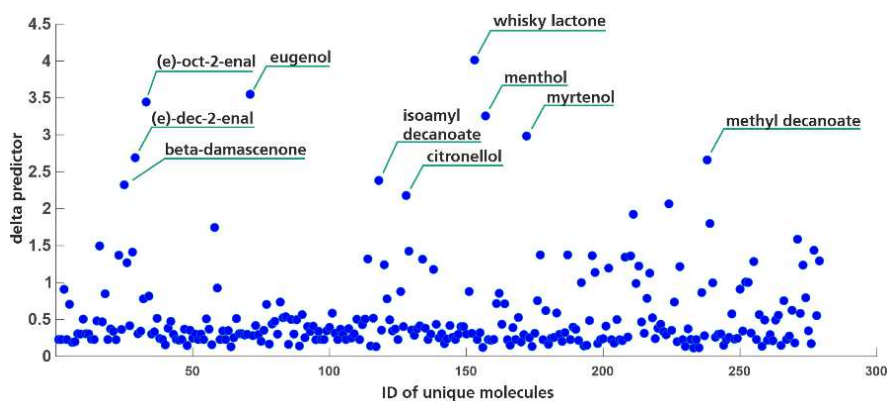 4.5
whisky lactone
4
(e)-oct-2-enal
eugenol
3.5
menthol
myrtenol
3
(e)-dec-2-enal
isoamyl
decanoate
methyl decanoate
2.5
beta-damascenone
citronellol
2
1.5
1
0.5
0
50
100
150
200
250
300
delta predictor
ID of unique molecules